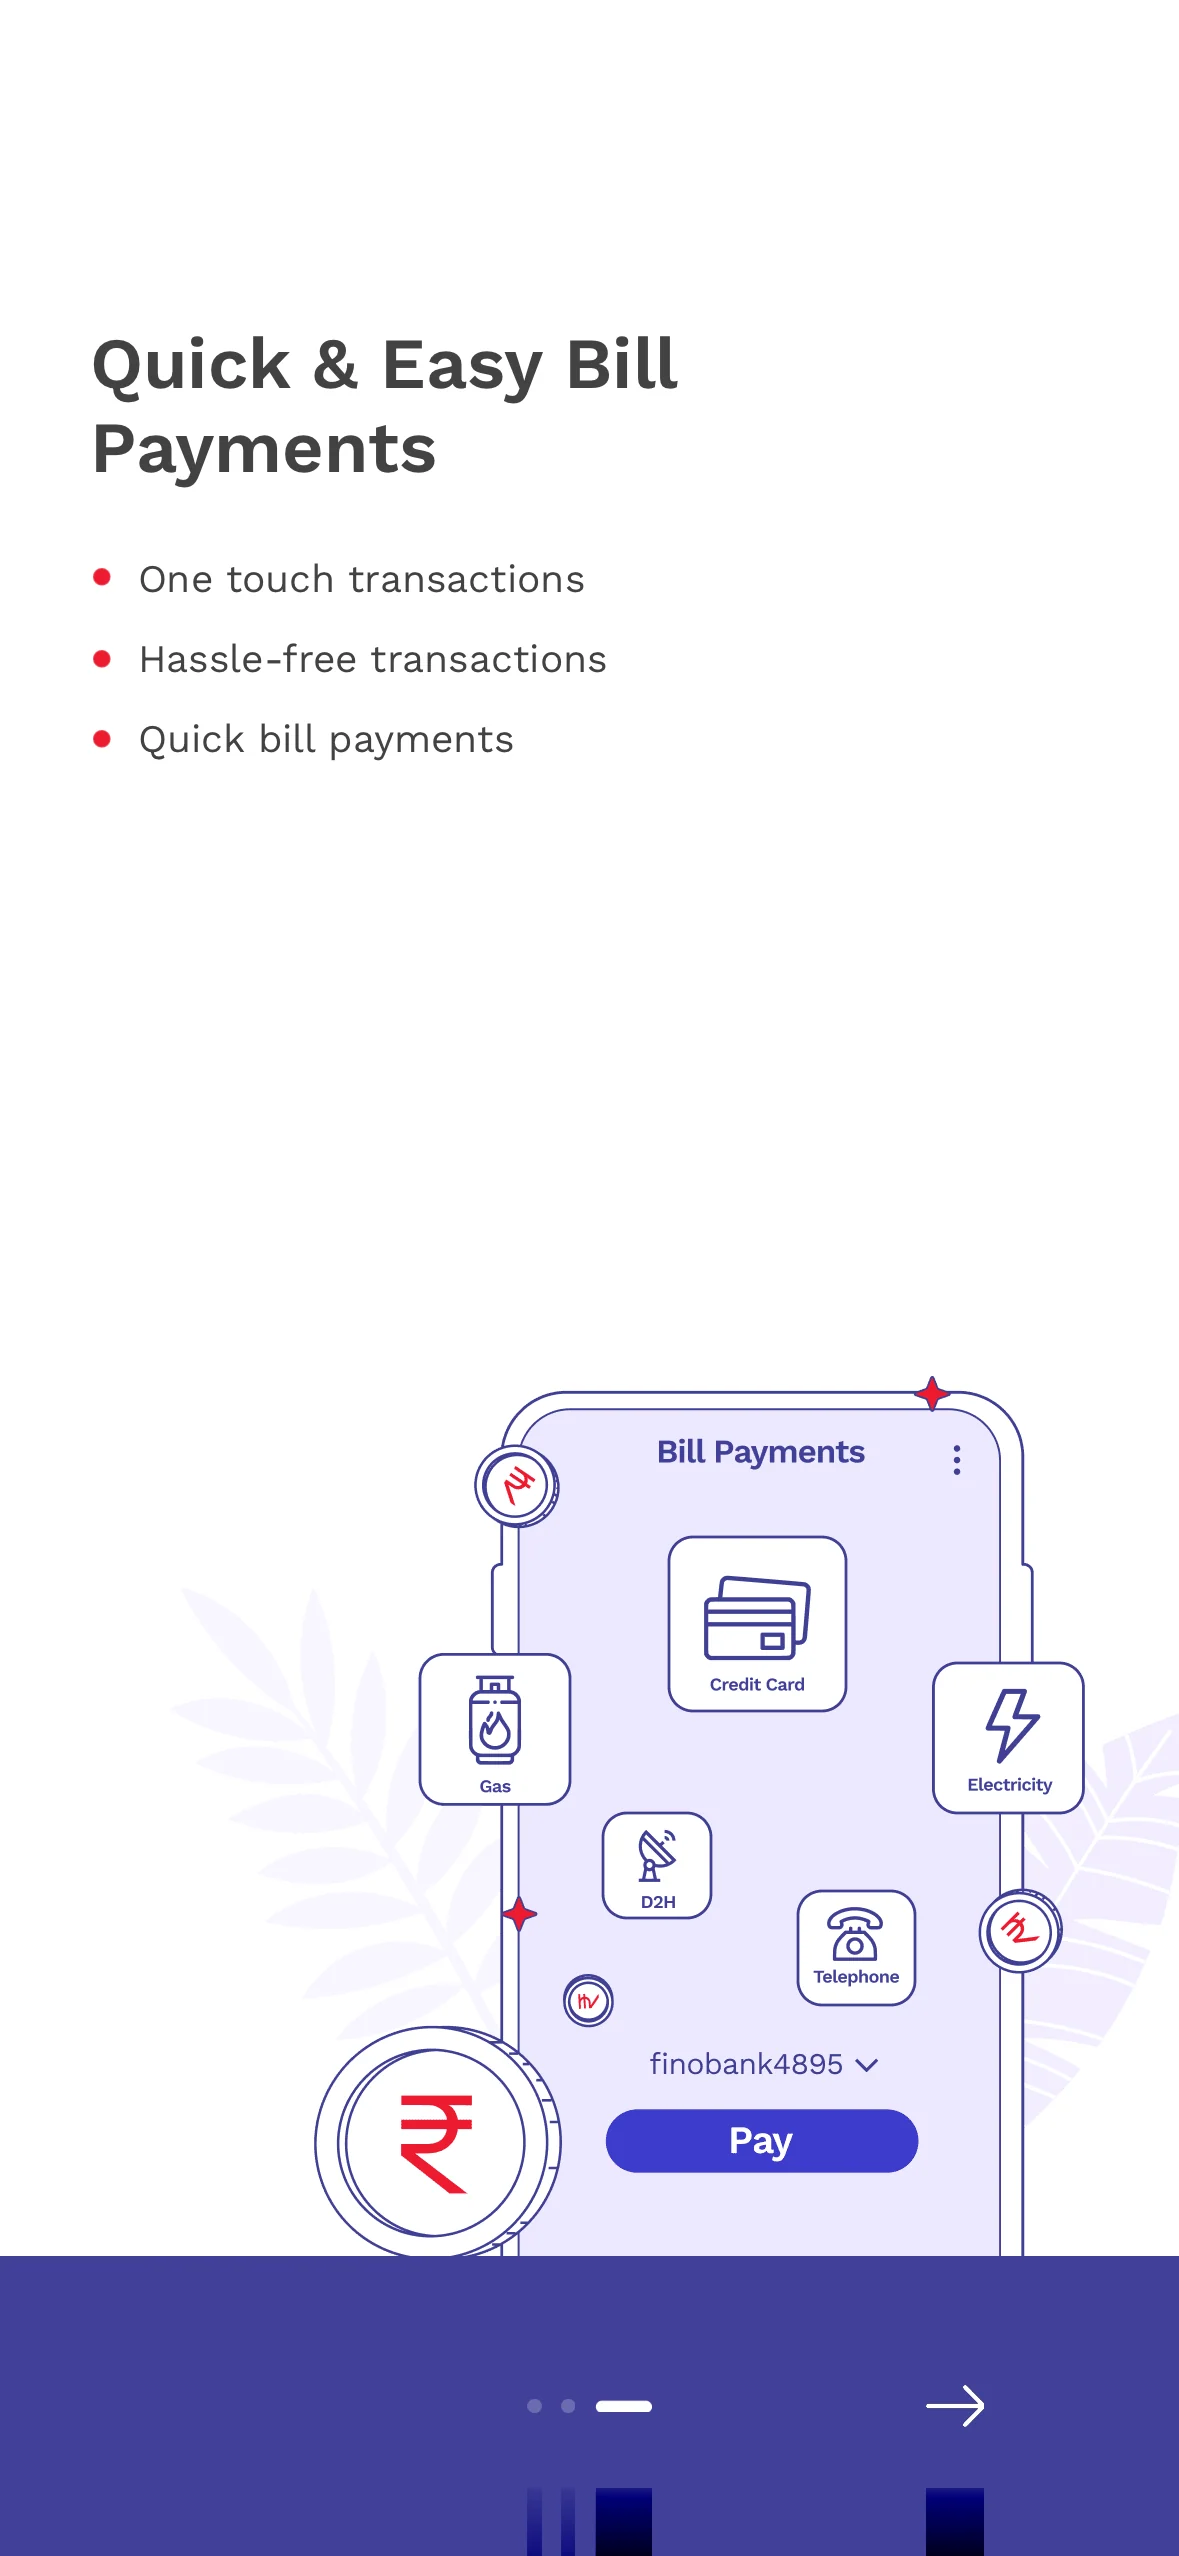 Quick & Easy Bill
Payments
One touch transactions
Hassle-free transactions
Quick bill payments
Bill Payments
₹
Credit Card
Gas
Electricity
D2H
₹
Telephone
₹
finobank4895
₹
Pay